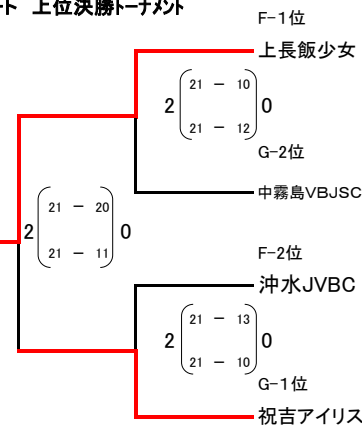 ート 上位決勝トーナメント
F-1位
上長飯少女
2 21 - 10 0
21 - 12
G-2位
中霧島VBJSC
2 21 - 20 0
21 - 11
F-2位
沖水JVBC
2 21 - 13 0
21 - 10
G-1位
祝吉アイリス